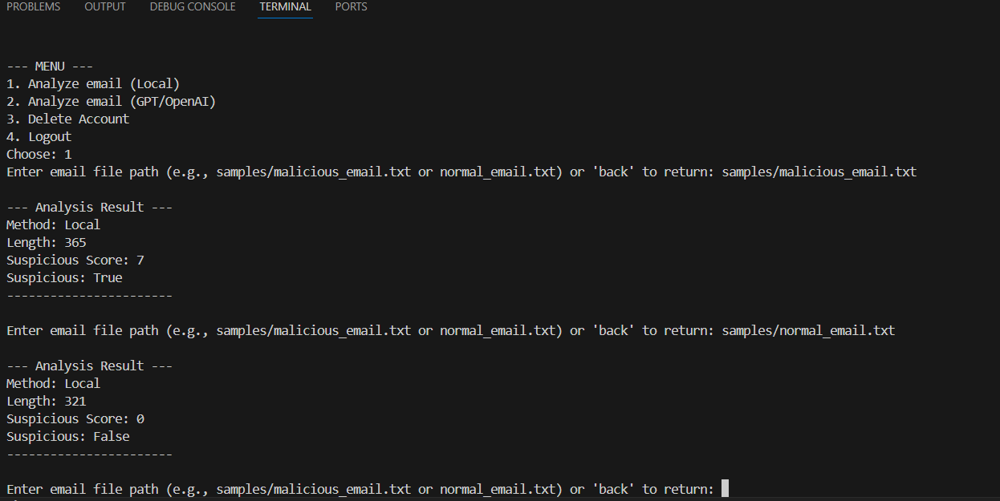 PROBLEMS OUTPUT DEBUG CONSOLE TERMINAL PORTS
--- MENU ---
1. Analyze email (Local)
2. Analyze email (GPT/OpenAI)
3. Delete Account
4. Logout
Choose: 1
Enter email file path (e.g., samples/malicious_email.txt or normal_email.txt) or 'back' to return: samples/malicious_email.txt
--- Analysis Result ---
Method: Local
Length: 365
Suspicious Score: 7
Suspicious: True
-----------------------
Enter email file path (e.g., samples/malicious_email.txt or normal_email.txt) or 'back' to return: samples/normal_email.txt
--- Analysis Result ---
Method: Local
Length: 321
Suspicious Score: 0
Suspicious: False
-----------------------
Enter email file path (e.g., samples/malicious_email.txt or normal_email.txt) or 'back' to return: